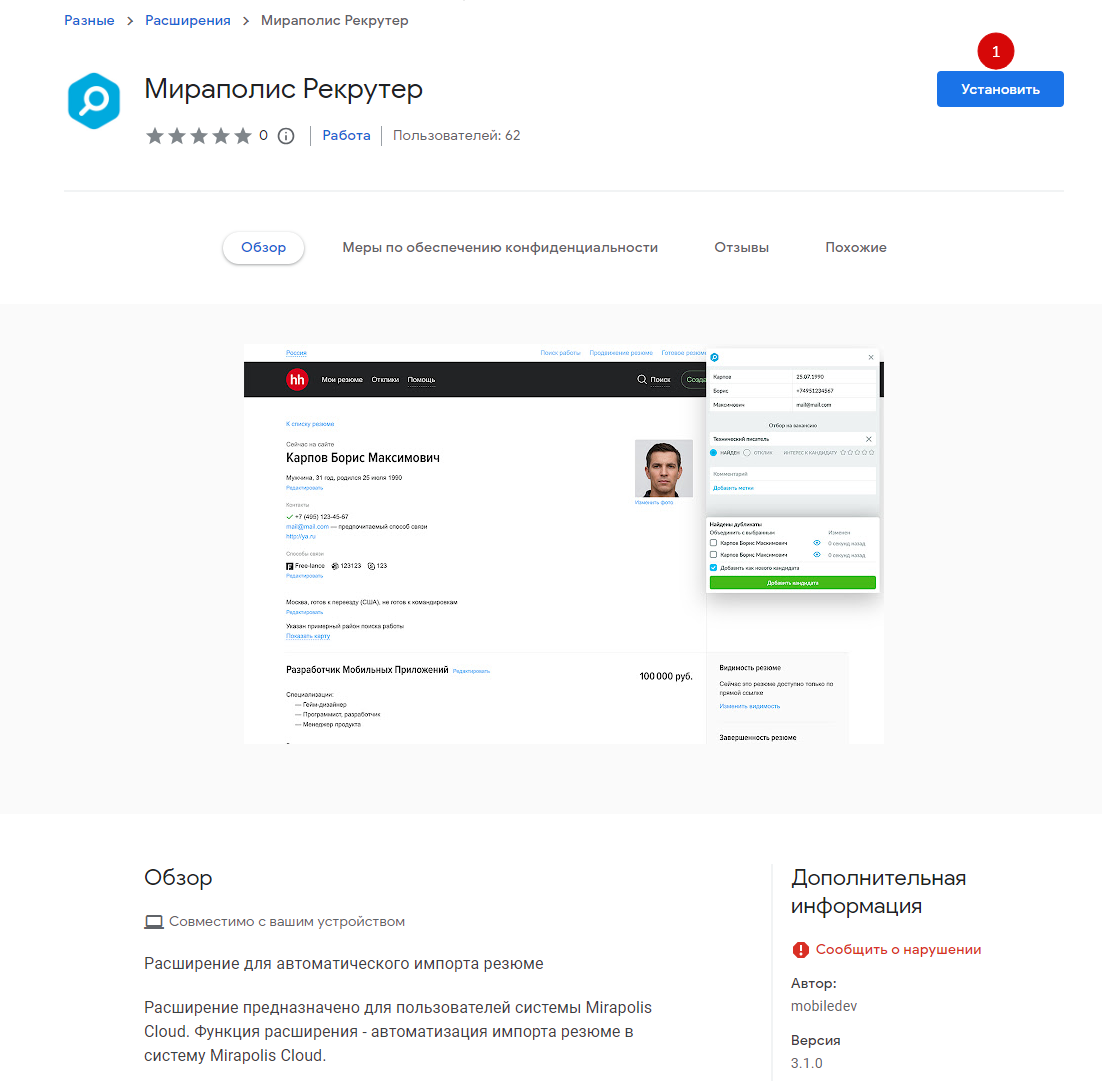 Разные > Расширения > Мираполис Рекрутер
1
Мираполис Рекрутер
Установить
0
Работа
Пользователей: 62
Обзор
Меры по обеспечению конфиденциальности
Отзывы
Похожие
Россия
Поиск работы
Продвижение резюме
Готовое резюме
hh
Мои резюме
Отклики
Помощь
Поиск
Созда
К списку резюме
Сейчас на сайте
Карпов Борис Максимович
Мужчина, 31 год, родился 25 июля 1990
Редактировать
Контакты
+7 (495) 123-45-67
mail@mail.com — предпочитаемый способ связи
http://ya.ru
Способы связи
Free-lance 123123 123
Редактировать
Изменить фото
Москва, готов к переезду (США), не готов к командировкам
Редактировать
Указан примерный район поиска работы
Показать карту
Разработчик Мобильных Приложений
Редактировать
100 000 руб.
Специализации:
— Гейм-дизайнер
— Программист, разработчик
— Менеджер продукта
Карпов
25.07.1990
Борис
+74951234567
Максимович
mail@mail.com
Отбор на вакансию
Технический писатель
НАЙДЕН
ОТКЛИК
ИНТЕРЕС К КАНДИДАТУ
Комментарий
Добавить метки
Найдены дубликаты
Объединить с выбранным
Изменен
Карпов Борис Максимович
0 секунд назад
Карпов Борис Максимович
0 секунд назад
Добавить как нового кандидата
Добавить кандидата
Видимость резюме
Сейчас это резюме доступно только по
прямой ссылке
Изменить видимость
Завершенность резюме
Обзор
Совместимо с вашим устройством
Расширение для автоматического импорта резюме
Расширение предназначено для пользователей системы Mirapolis
Cloud. Функция расширения - автоматизация импорта резюме в
систему Mirapolis Cloud.
Дополнительная
информация
Сообщить о нарушении
Автор:
mobiledev
Версия
3.1.0